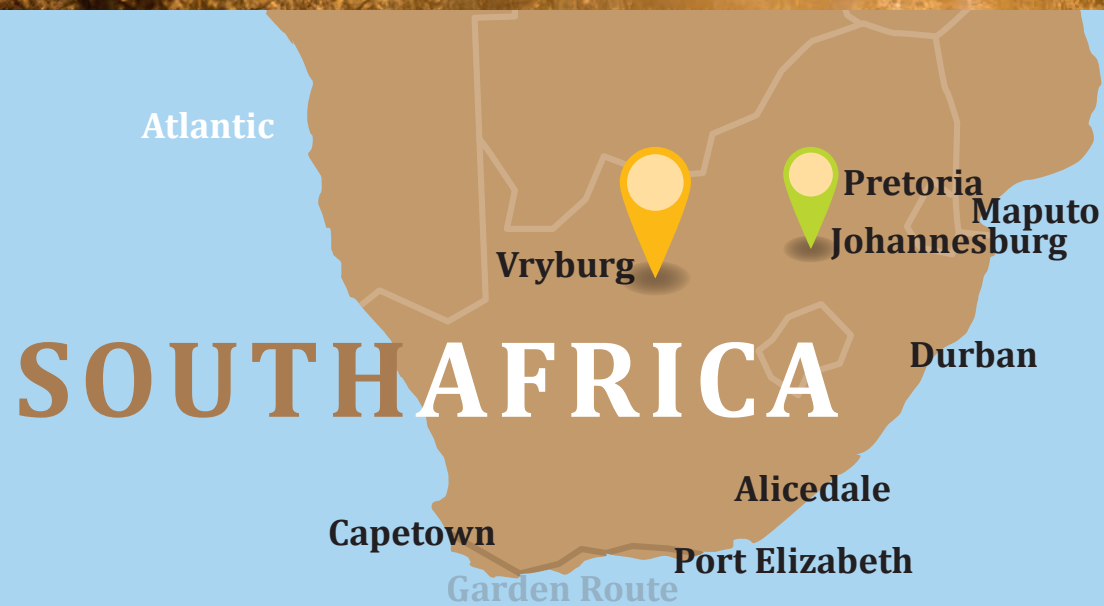 Atlantic
Pretoria
Maputo
Johannesburg
Vryburg
SOUTHAFRICA
Durban
Alicedale
Capetown
Port Elizabeth
Garden Route